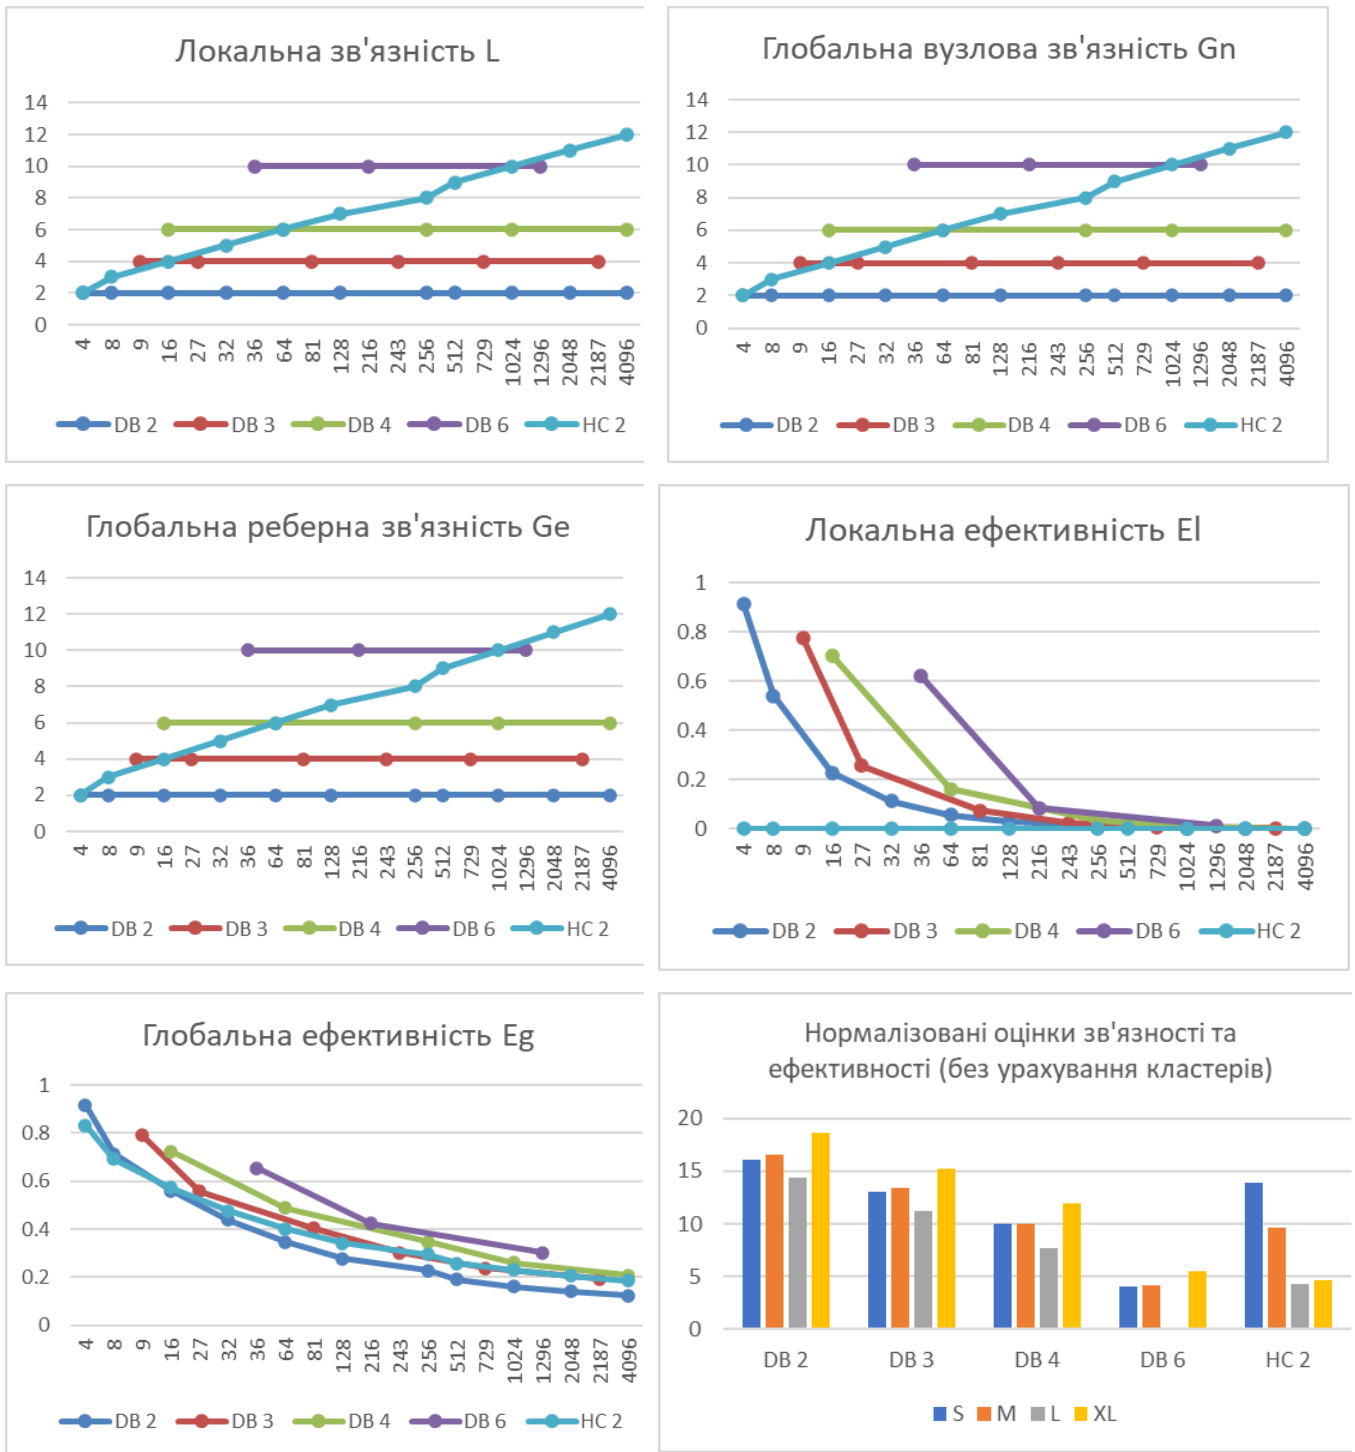 Локальна зв'язність L
14
12
10
8
6
4
2
0
4 8 9 16 27 32 36 64 81 128 216 243 256 512 729 1024 1296 2048 2187 4096
DB 2 DB 3 DB 4 DB 6 HC 2
Глобальна вузлова зв'язність Gn
14
12
10
8
6
4
2
0
4 8 9 16 27 32 36 64 81 128 216 243 256 512 729 1024 1296 2048 2187 4096
DB 2 DB 3 DB 4 DB 6 HC 2
Глобальна реберна зв'язність Ge
14
12
10
8
6
4
2
0
4 8 9 16 27 32 36 64 81 128 216 243 256 512 729 1024 1296 2048 2187 4096
DB 2 DB 3 DB 4 DB 6 HC 2
Локальна ефективність El
1
0.8
0.6
0.4
0.2
0
4 8 9 16 27 32 36 64 81 128 216 243 256 512 729 1024 1296 2048 2187 4096
DB 2 DB 3 DB 4 DB 6 HC 2
Глобальна ефективність Eg
1
0.8
0.6
0.4
0.2
0
4 8 9 16 27 32 36 64 81 128 216 243 256 512 729 1024 1296 2048 2187 4096
DB 2 DB 3 DB 4 DB 6 HC 2
Нормалізовані оцінки зв'язності та
ефективності (без урахування кластерів)
20
15
10
5
0
DB 2 DB 3 DB 4 DB 6 HC 2
S M L XL